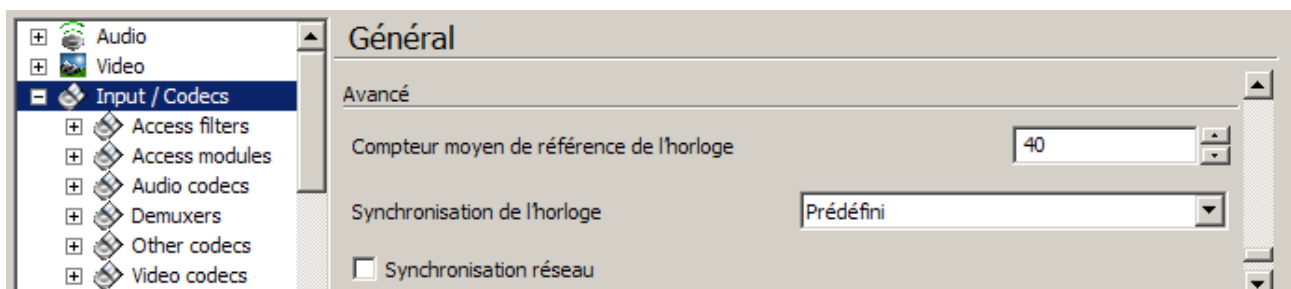 Audio
Video
Input / Codecs
Access filters
Access modules
Audio codecs
Demuxers
Other codecs
Video codecs
Général
Avancé
Compteur moyen de référence de l'horloge
40
Synchronisation de l'horloge
Prédéfini
Synchronisation réseau